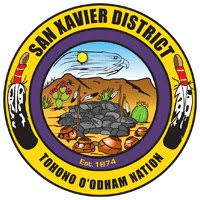 SAN XAVIER DISTRICT
Est. 1874
TOHONO O'ODHAM NATION